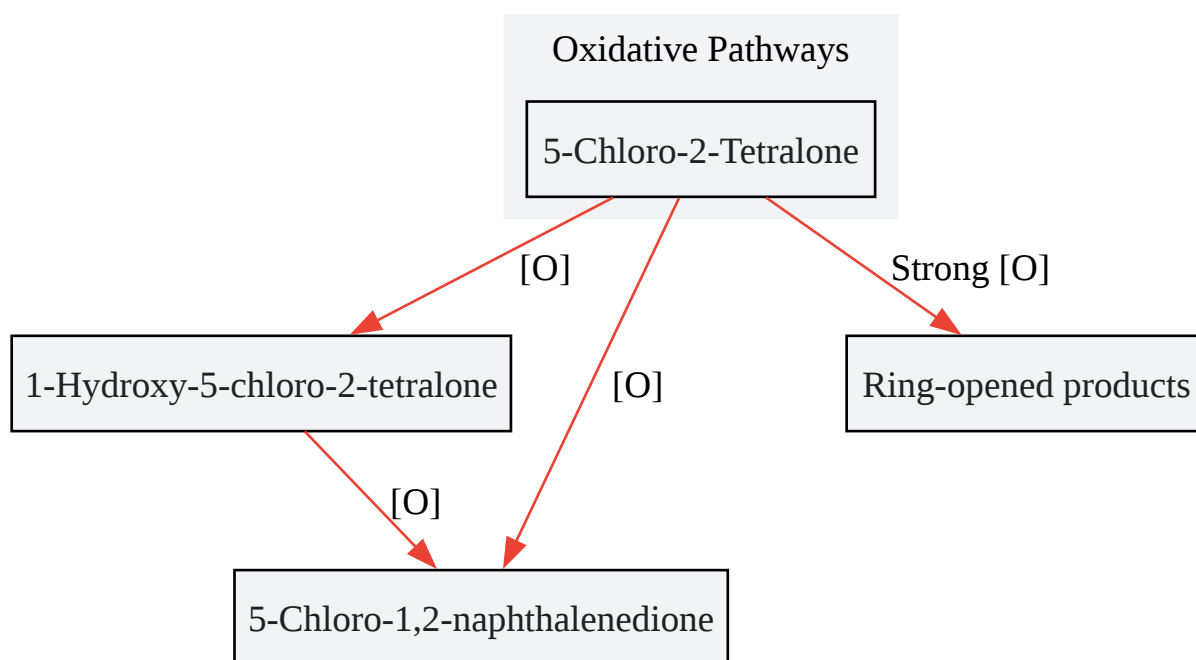 Oxidative Pathways
5-Chloro-2-Tetralone
[O]
Strong [O]
1-Hydroxy-5-chloro-2-tetralone
[O]
Ring-opened products
[O]
5-Chloro-1,2-naphthalenedione